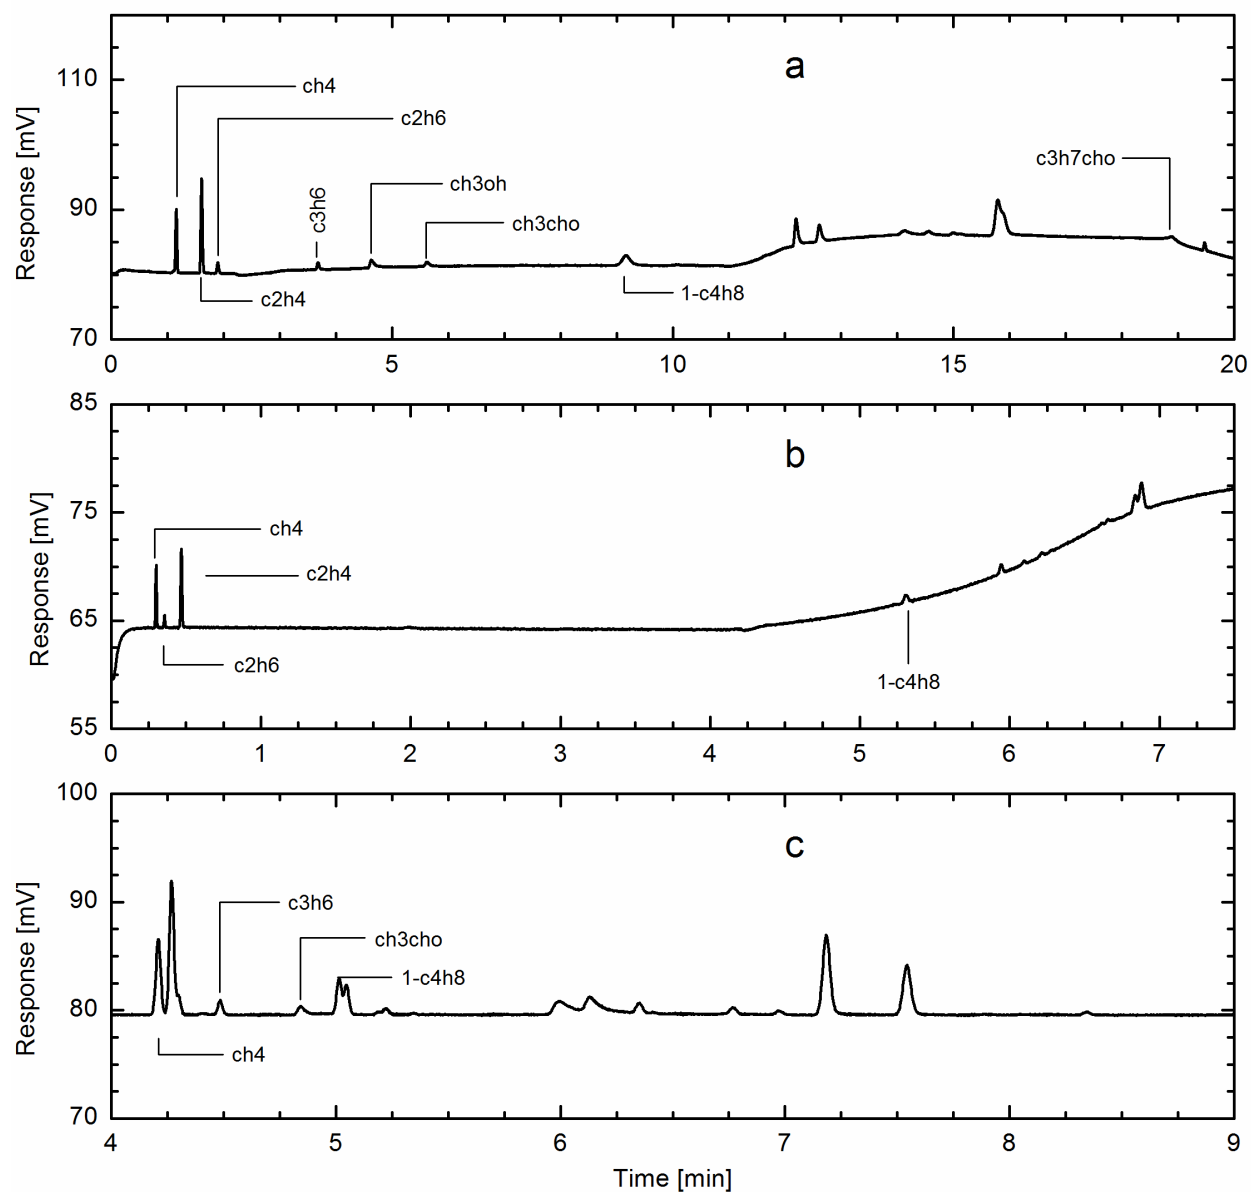 a
110
90
70
Response [mV]
ch4
c2h6
c3h6
ch3oh
ch3cho
c3h7cho
c2h4
1-c4h8
0 5 10 15 20
b
85
75
65
55
Response [mV]
ch4
c2h4
c2h6
1-c4h8
0 1 2 3 4 5 6 7
c
100
90
80
70
Response [mV]
c3h6
ch3cho
1-c4h8
ch4
4 5 6 7 8 9
Time [min]